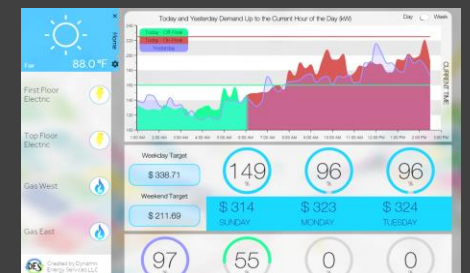 Today and Yesterday Demand Up to the Current Hour of the Day (kW)
Day
Week
Today - Off Peak
Today - On Peak
Yesterday
Home
Fair
88.0 °F
CURRENT TIME
First Floor
Electric
Top Floor
Electric
Gas West
Gas East
Created by Dynamic
Energy Services LLC
DES
Weekday Target
$ 338.71
Weekend Target
$ 211.69
149
%
96
%
96
%
$ 314
SUNDAY
$ 323
MONDAY
$ 324
TUESDAY
97
%
55
%
0
%
0
%